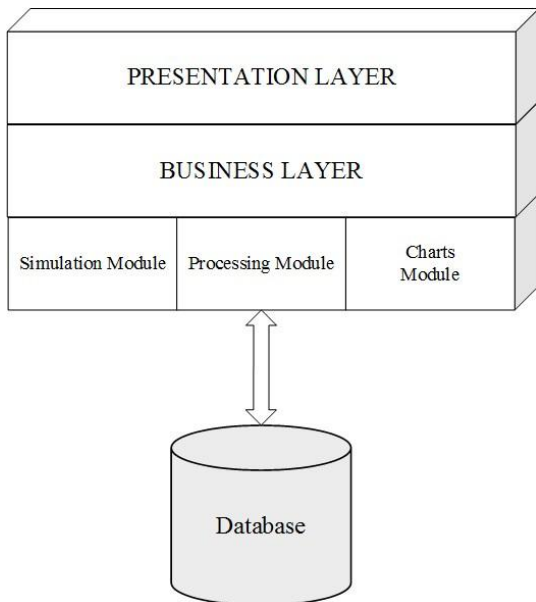 PRESENTATION LAYER
BUSINESS LAYER
Simulation Module
Processing Module
Charts
Module
Database